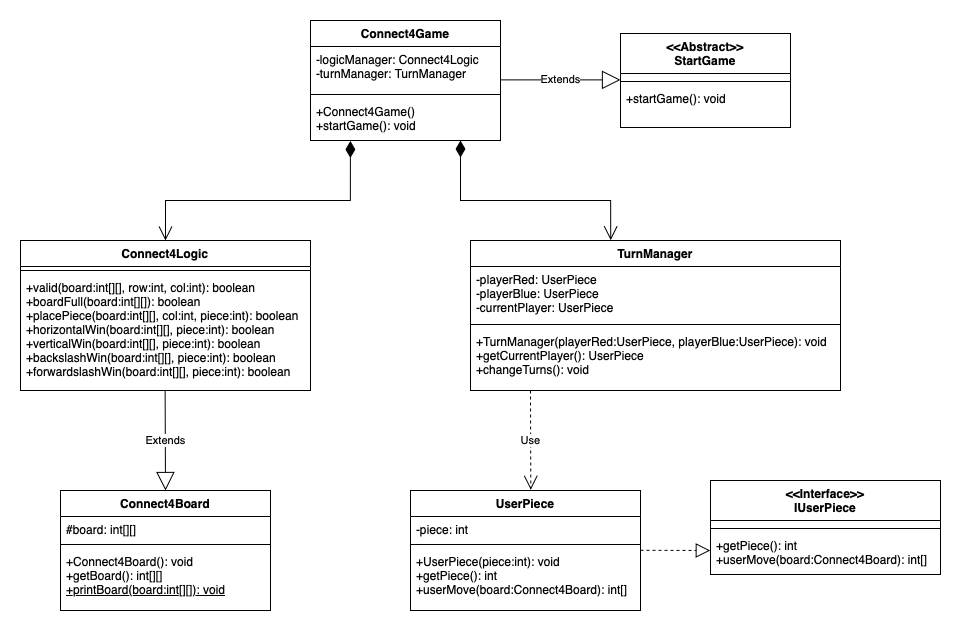 Connect4Game
-logicManager: Connect4Logic
-turnManager: TurnManager
+Connect4Game()
+startGame(): void
Extends
<<Abstract>>
StartGame
+startGame(): void
Connect4Logic
+valid(board:int[][], row:int, col:int): boolean
+boardFull(board:int[][]): boolean
+placePiece(board:int[][], col:int, piece:int): boolean
+horizontalWin(board:int[][], piece:int): boolean
+verticalWin(board:int[][], piece:int): boolean
+backslashWin(board:int[][], piece:int): boolean
+forwardslashWin(board:int[][], piece:int): boolean
TurnManager
-playerRed: UserPiece
-playerBlue: UserPiece
-currentPlayer: UserPiece
+TurnManager(playerRed:UserPiece, playerBlue:UserPiece): void
+getCurrentPlayer(): UserPiece
+changeTurns(): void
Extends
Use
Connect4Board
#board: int[][]
+Connect4Board(): void
+getBoard(): int[][]
+printBoard(board:int[][]): void
UserPiece
-piece: int
+UserPiece(piece:int): void
+getPiece(): int
+userMove(board:Connect4Board): int[]
<<Interface>>
IUserPiece
+getPiece(): int
+userMove(board:Connect4Board): int[]